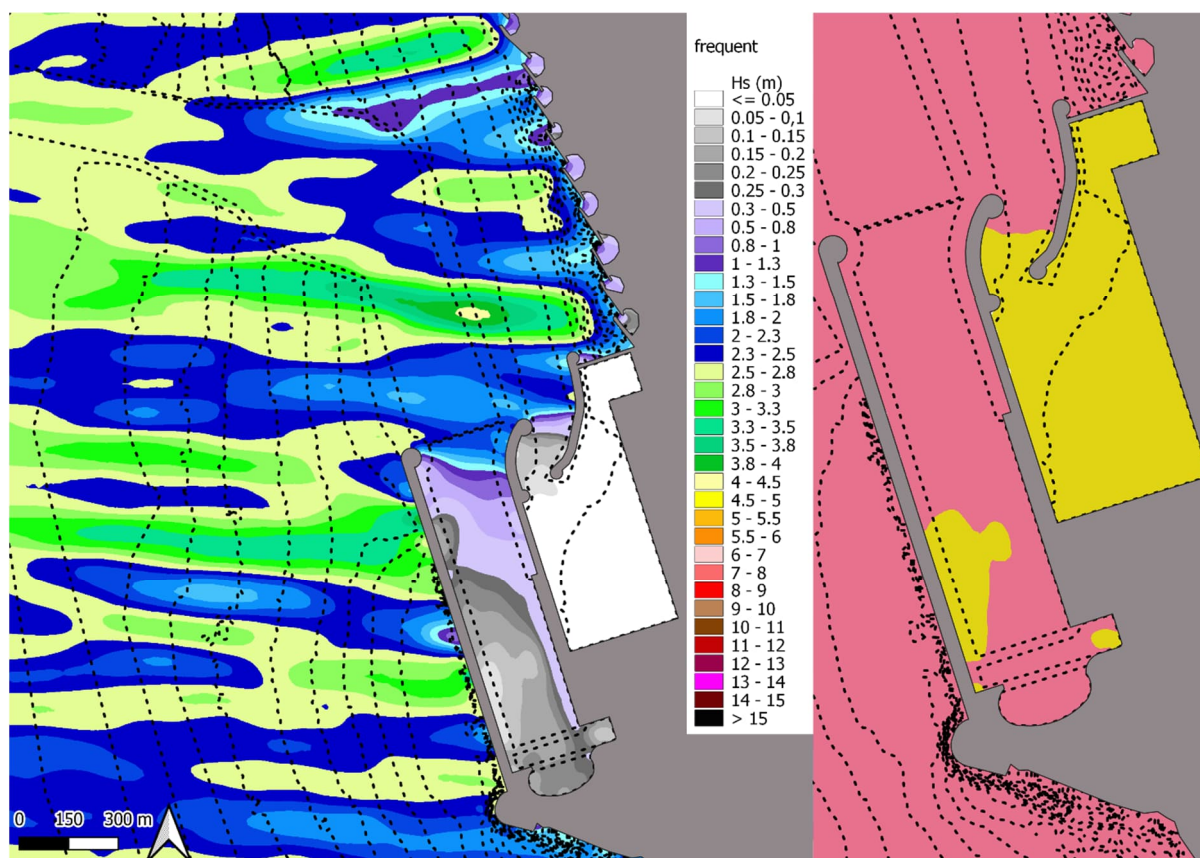 frequent
Hs (m)
<= 0.05
0.05 - 0,1
0.1 - 0.15
0.15 - 0.2
0.2 - 0.25
0.25 - 0.3
0.3 - 0.5
0.5 - 0.8
0.8 - 1
1 - 1.3
1.3 - 1.5
1.5 - 1.8
1.8 - 2
2 - 2.3
2.3 - 2.5
2.5 - 2.8
2.8 - 3
3 - 3.3
3.3 - 3.5
3.5 - 3.8
3.8 - 4
4 - 4.5
4.5 - 5
5 - 5.5
5.5 - 6
6 - 7
7 - 8
8 - 9
9 - 10
10 - 11
11 - 12
12 - 13
13 - 14
14 - 15
> 15
0 150 300 m